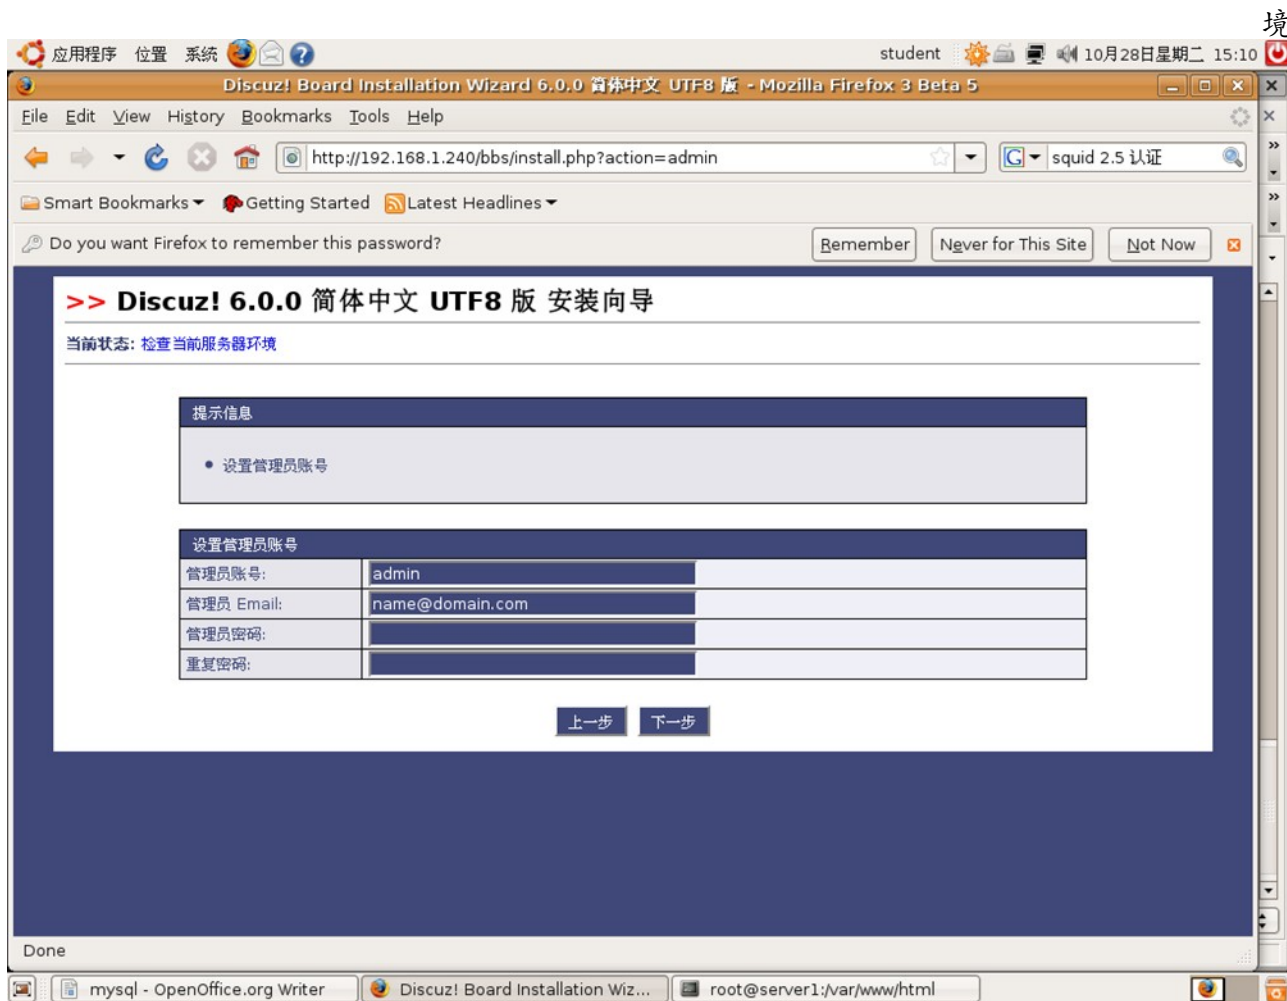 境
应用程序 位置 系统 student 10月28日星期二 15:10
Discuz! Board Installation Wizard 6.0.0 简体中文 UTF8 版 - Mozilla Firefox 3 Beta 5
File Edit View History Bookmarks Tools Help
http://192.168.1.240/bbs/install.php?action=admin squid 2.5 认证
Smart Bookmarks Getting Started Latest Headlines
Do you want Firefox to remember this password? Remember Never for This Site Not Now
>> Discuz! 6.0.0 简体中文 UTF8 版 安装向导
当前状态: 检查当前服务器环境
提示信息
• 设置管理员账号
设置管理员账号
管理员账号: admin
管理员 Email: name@domain.com
管理员密码:
重复密码:
上一步 下一步
Done
mysql - OpenOffice.org Writer Discuz! Board Installation Wiz... root@server1:/var/www/html